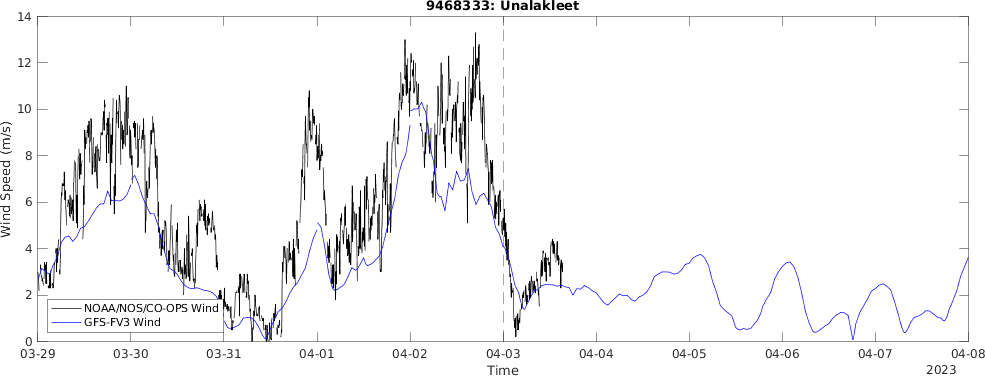 9468333: Unalakleet
14
12
10
8
6
4
2
0
Wind Speed (m/s)
NOAA/NOS/CO-OPS Wind
GFS-FV3 Wind
03-29 03-30 03-31 04-01 04-02 04-03 04-04 04-05 04-06 04-07 04-08
Time
2023